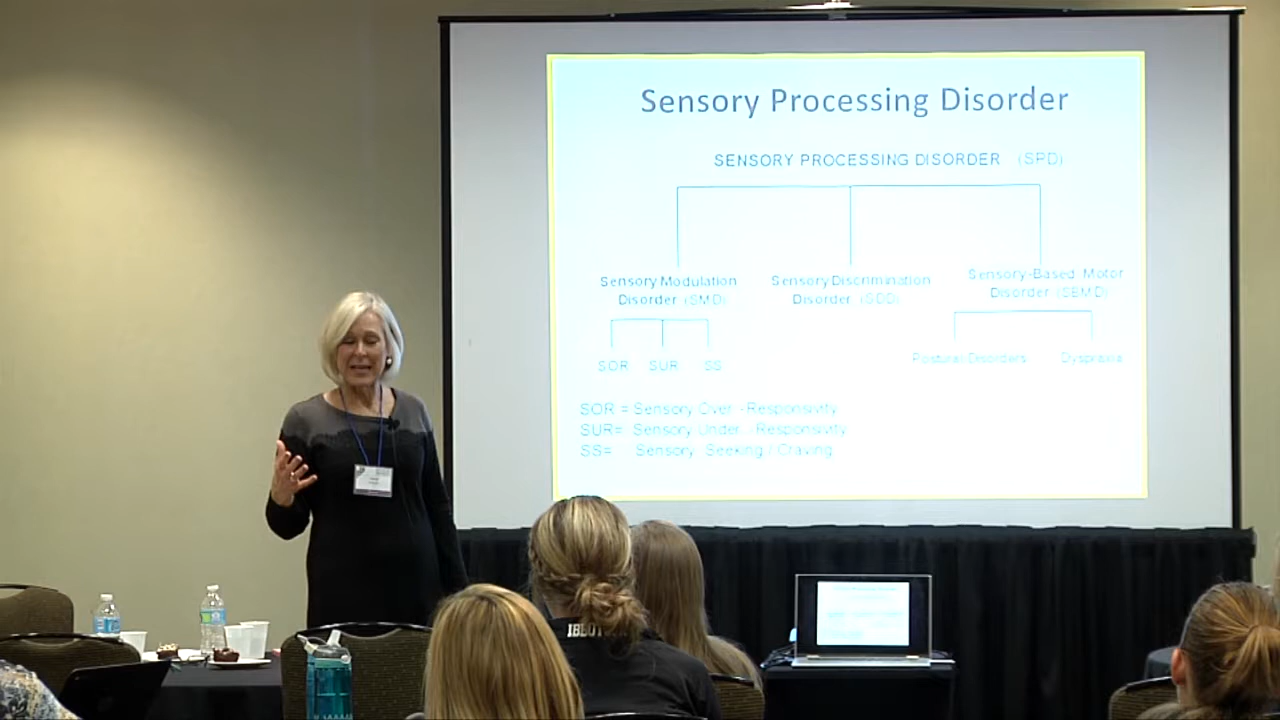 Sensory Processing Disorder
SENSORY PROCESSING DISORDER (SPD)
Sensory Modulation
Disorder (SMD)
Sensory Discrimination
Disorder (SDD)
Sensory-Based Motor
Disorder (SBMD)
SOR SUR SS
Postural Disorders Dyspraxia
SOR = Sensory Over -Responsivity
SUR= Sensory Under -Responsivity
SS= Sensory Seeking / Craving